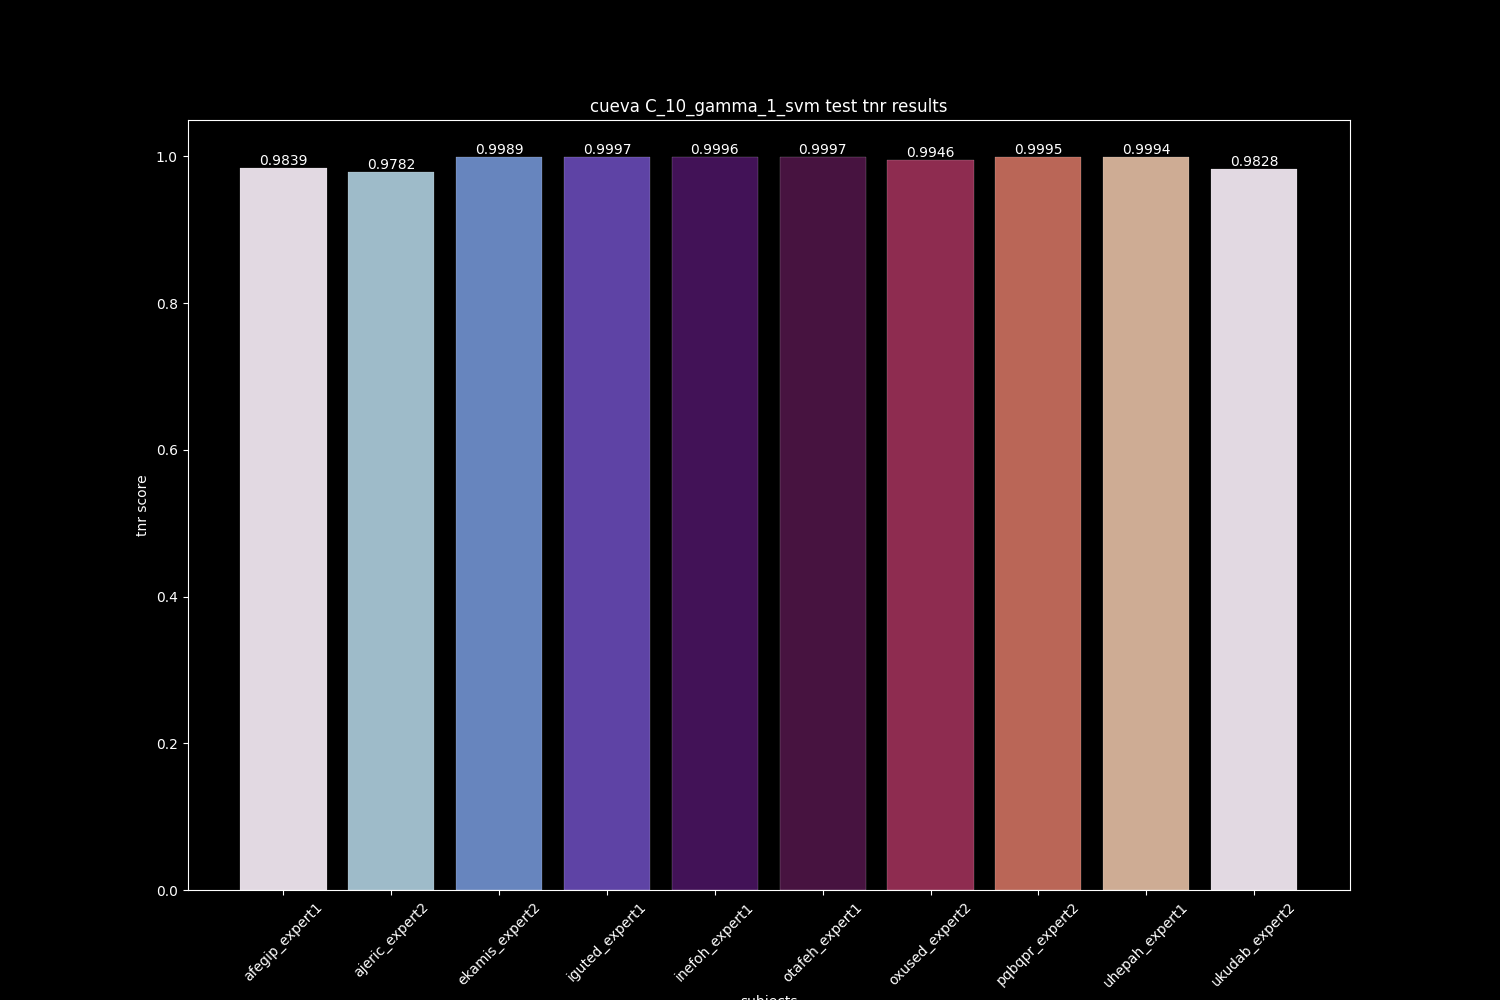 cueva C_10_gamma_1_svm test tnr results
0.9839
0.9782
0.9989
0.9997
0.9996
0.9997
0.9946
0.9995
0.9994
0.9828
1.0
0.8
0.6
0.4
0.2
0.0
tnr score
afegip_expert1
ajeric_expert2
ekamis_expert2
iguted_expert1
inefoh_expert1
otafeh_expert1
oxused_expert2
pqbqpr_expert2
uhepah_expert1
ukudab_expert2
subjects